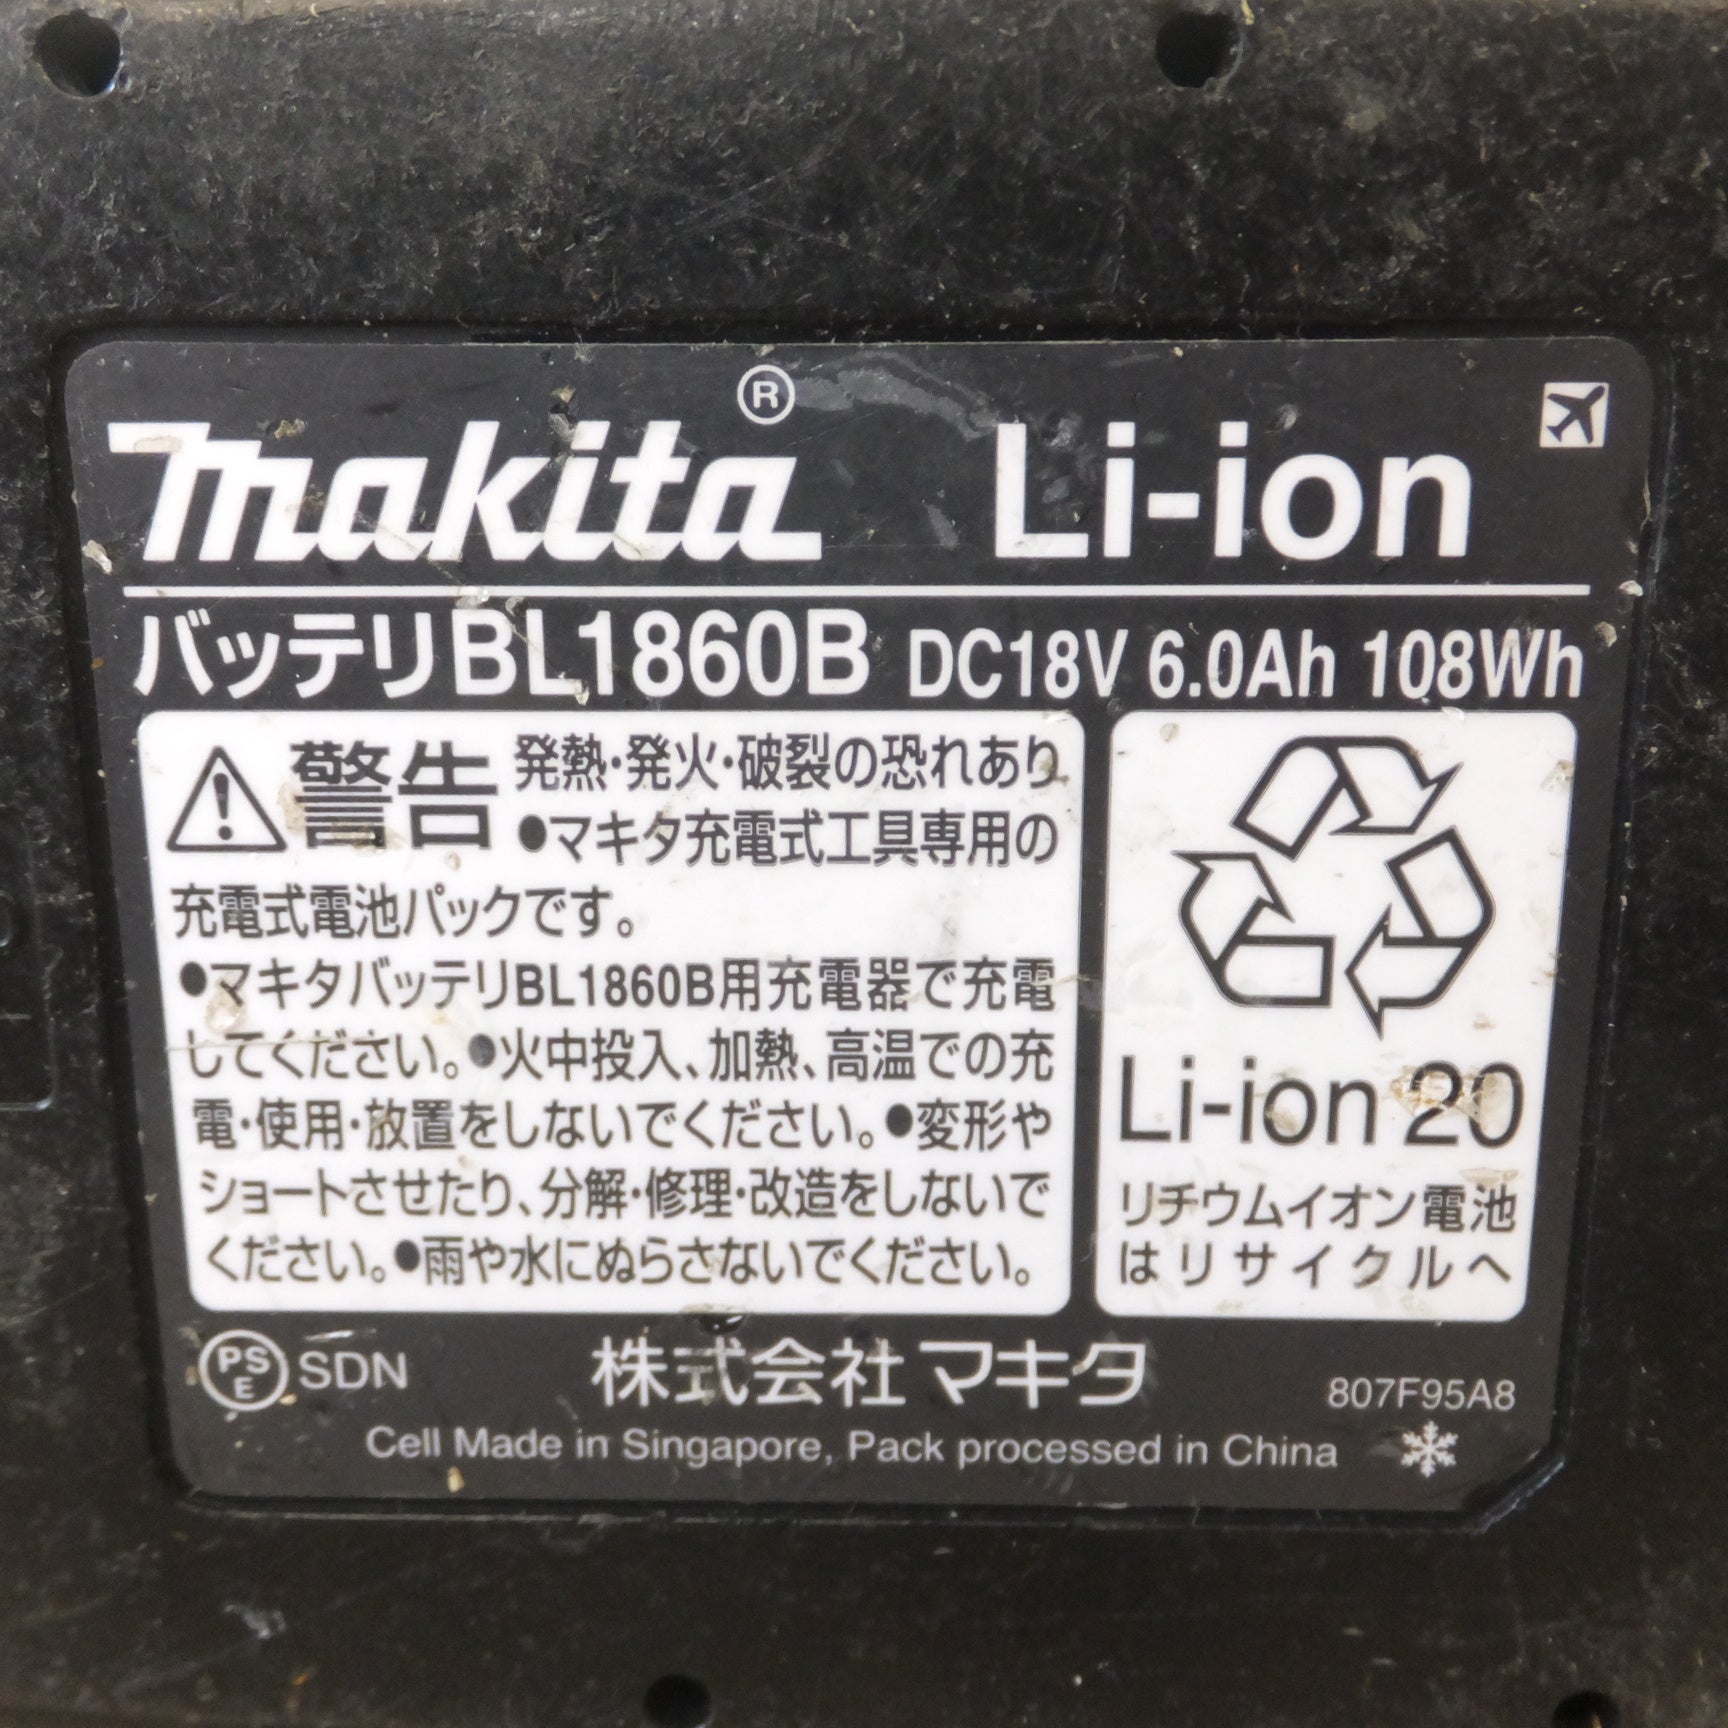 makita® Li-ion
バッテリBL1860B DC18V 6.0Ah 108Wh
警告 発熱・発火・破裂の恐れあり
●マキタ充電式工具専用の
充電式電池パックです。
●マキタバッテリBL1860B用充電器で充電
してください。●火中投入、加熱、高温での充
電・使用・放置をしないでください。●変形や
ショートさせたり、分解・修理・改造をしないで
ください。●雨や水にぬらさないでください。
Li-ion 20
リチウムイオン電池
はリサイクルへ
PSE SDN 株式会社マキタ 807F95A8
Cell Made in Singapore, Pack processed in China